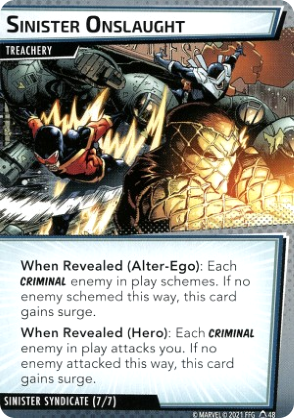 SINISTER ONSLAUGHT
TREACHERY
When Revealed (Alter-Ego): Each
CRIMINAL enemy in play schemes. If no
enemy schemed this way, this card
gains surge.
When Revealed (Hero): Each CRIMINAL
enemy in play attacks you. If no
enemy attacked this way, this card
gains surge.
SINISTER SYNDICATE (7/7)
© MARVEL © 2021 FFG 48